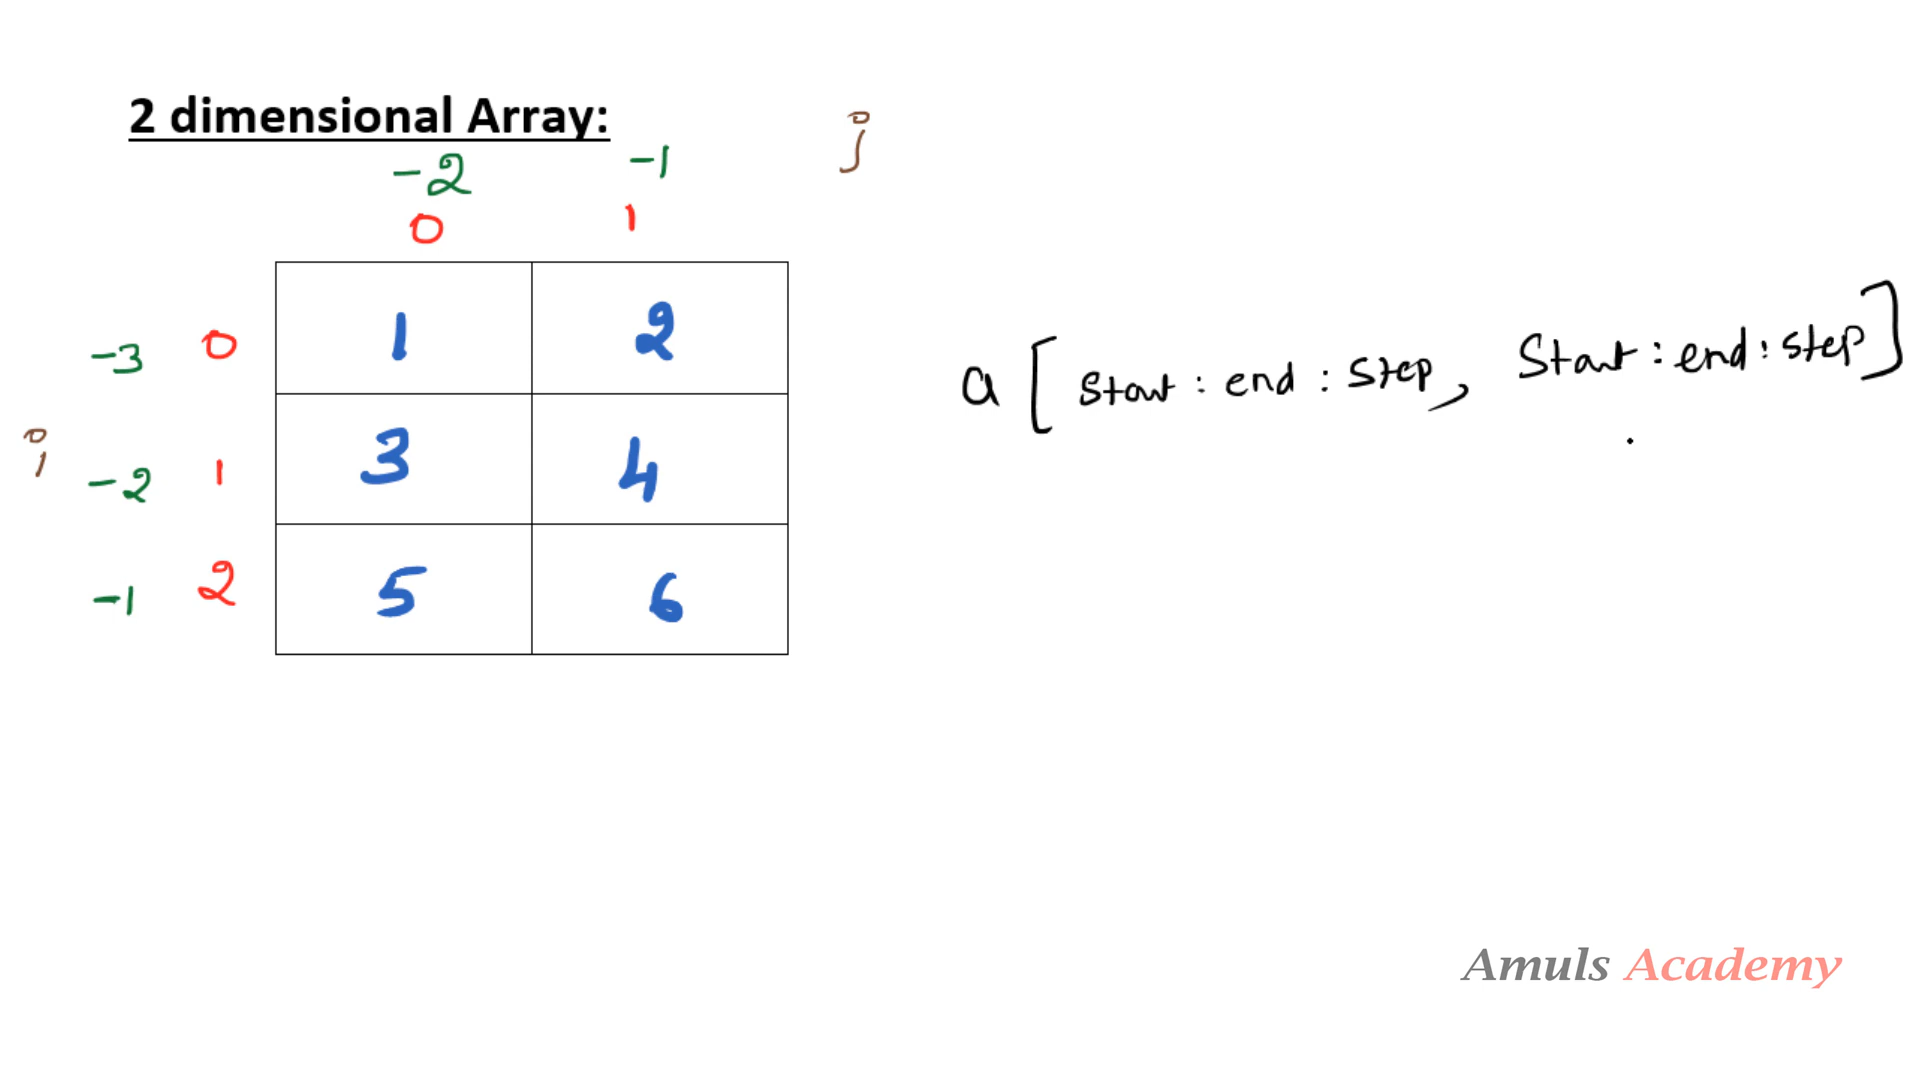 2 dimensional Array:
j
-2 -1
0 1
-3 0 1 2
i
-2 1 3 4
-1 2 5 6
a [ start : end : step, start : end : step ]
Amuls Academy